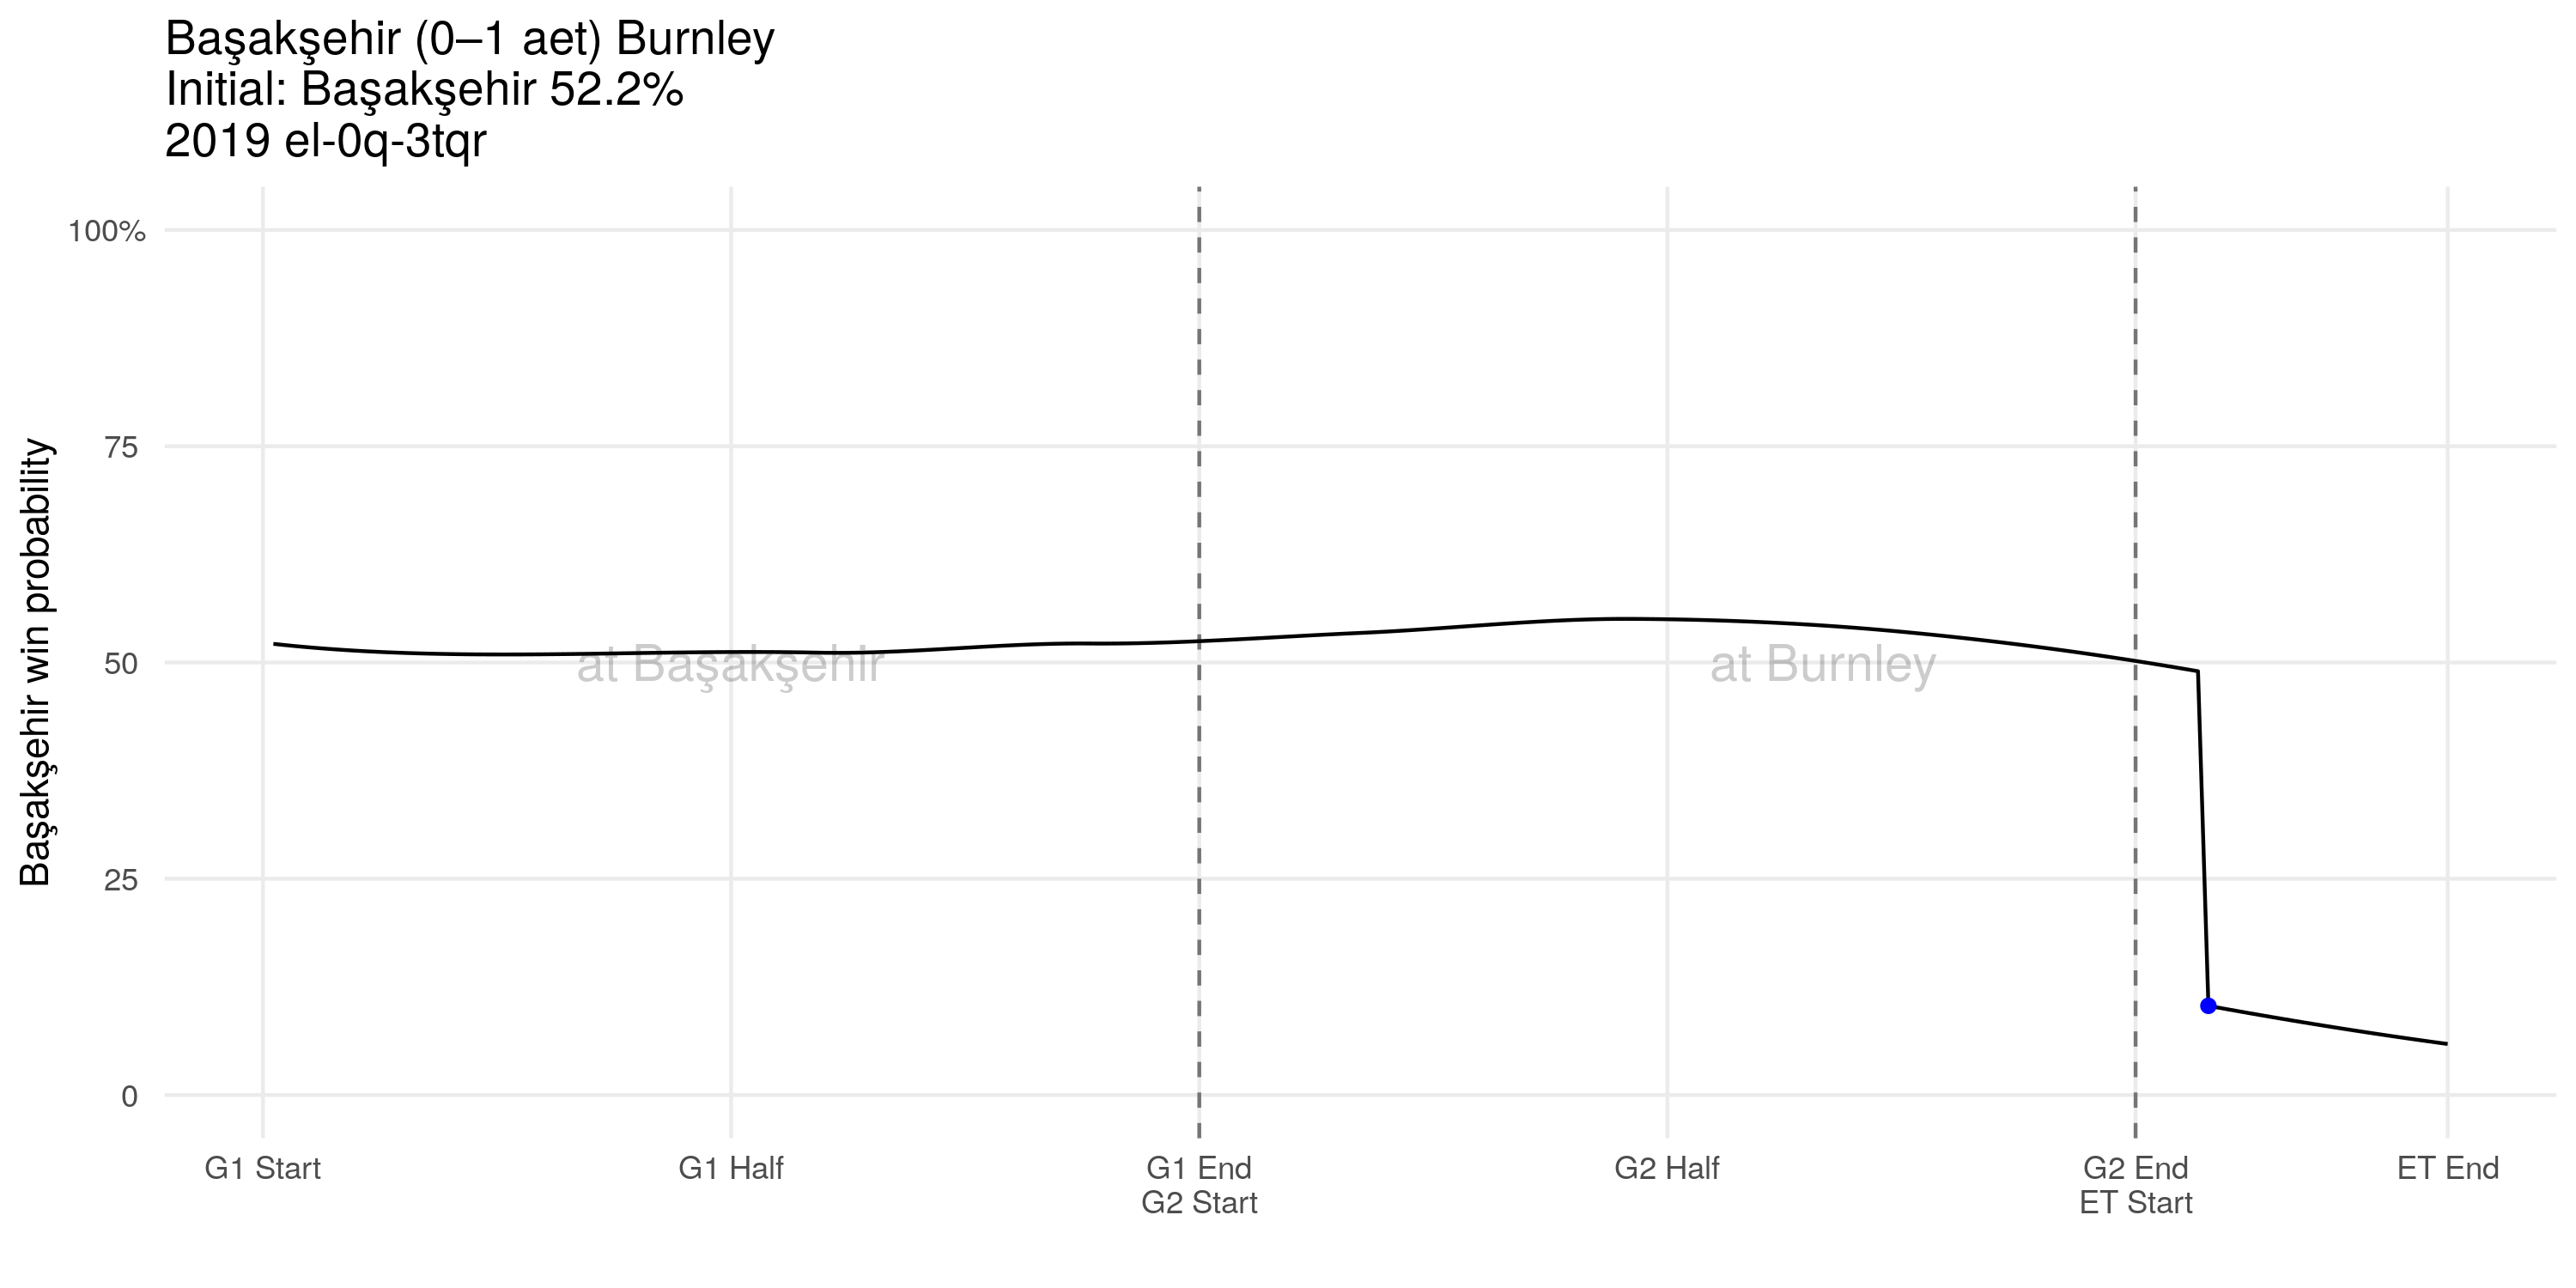 Başakşehir (0–1 aet) Burnley
Initial: Başakşehir 52.2%
2019 el-0q-3tqr
Başakşehir win probability
100%
75
50
25
0
at Başakşehir
at Burnley
G1 Start
G1 Half
G1 End
G2 Start
G2 Half
G2 End
ET Start
ET End